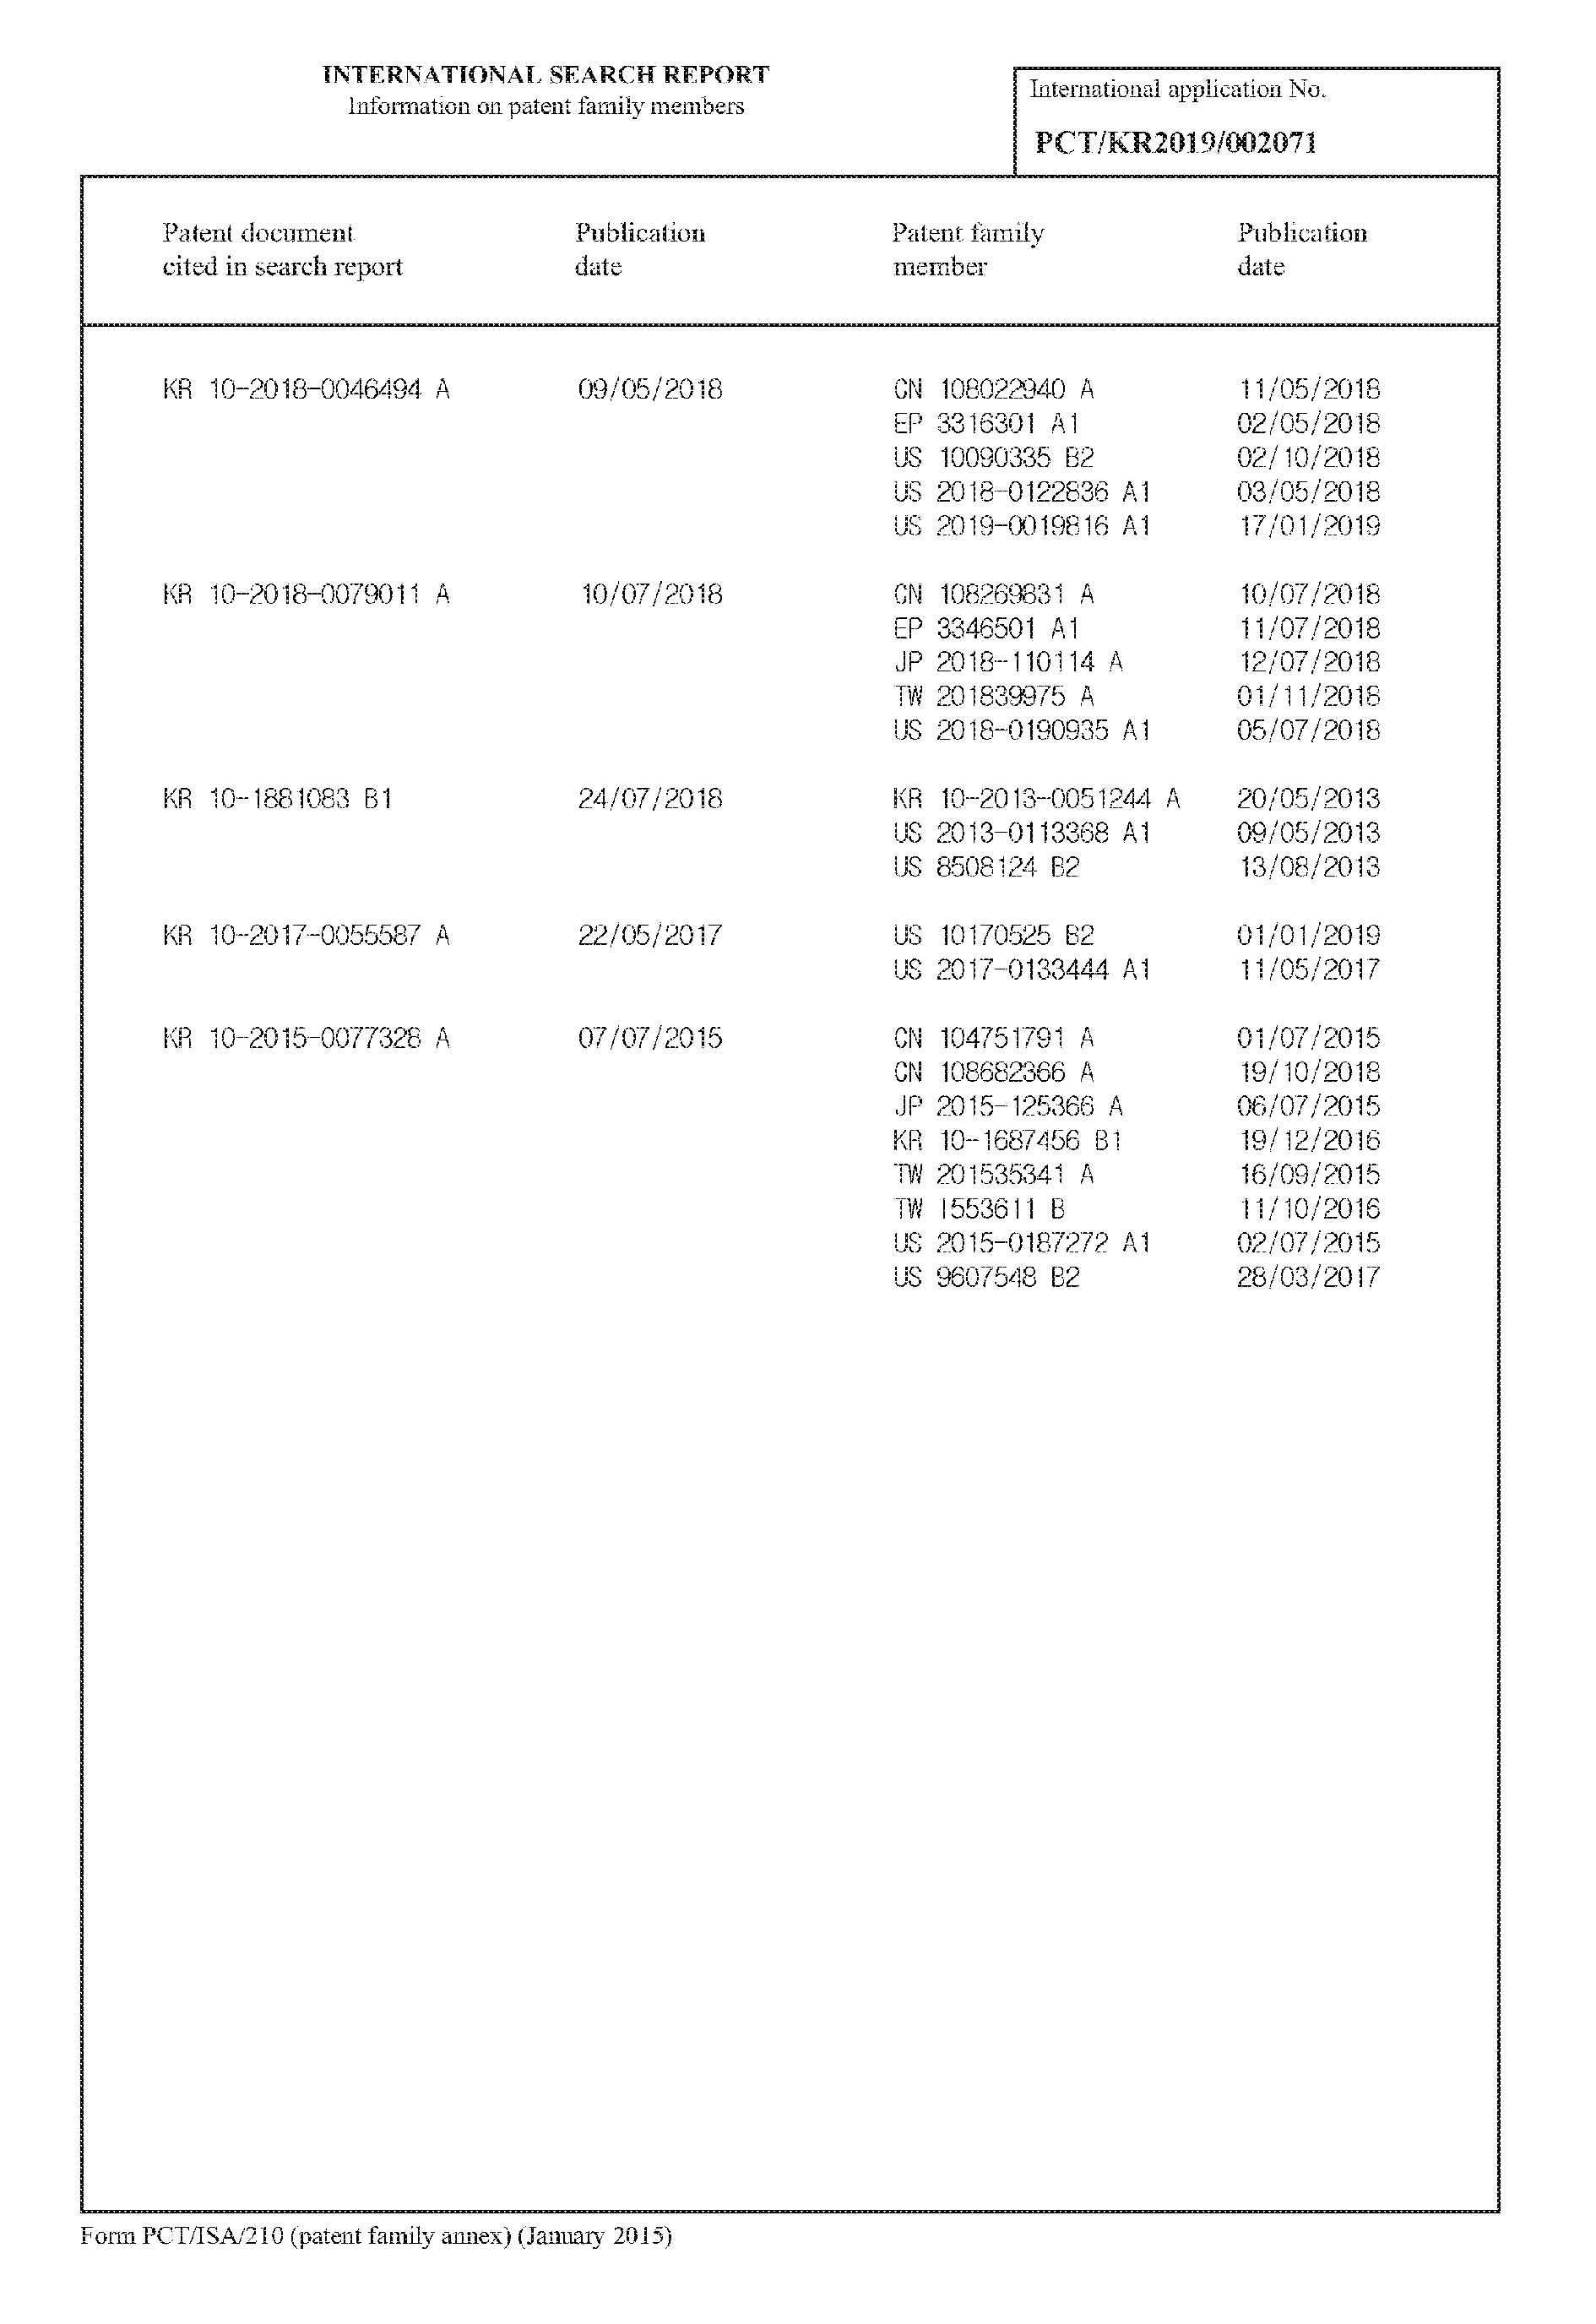 INTERNATIONAL SEARCH REPORT
Information on patent family members
International application No.
PCT/KR2019/002071
Patent document cited in search report
Publication date
Patent family member
Publication date
KR 10-2018-0046494 A 09/05/2018 CN 108022940 A 11/05/2018
EP 3316301 A1 02/05/2018
US 10090335 B2 02/10/2018
US 2018-0122836 A1 03/05/2018
US 2019-0019816 A1 17/01/2019
KR 10-2018-0079011 A 10/07/2018 CN 108269831 A 10/07/2018
EP 3346501 A1 11/07/2018
JP 2018-110114 A 12/07/2018
TW 201839975 A 01/11/2018
US 2018-0190935 A1 05/07/2018
KR 10-1881083 B1 24/07/2018 KR 10-2013-0051244 A 20/05/2013
US 2013-0113368 A1 09/05/2013
US 8508124 B2 13/08/2013
KR 10-2017-0055587 A 22/05/2017 US 10170525 B2 01/01/2019
US 2017-0133444 A1 11/05/2017
KR 10-2015-0077328 A 07/07/2015 CN 104751791 A 01/07/2015
CN 108682366 A 19/10/2018
JP 2015-125366 A 06/07/2015
KR 10-1687456 B1 19/12/2016
TW 201535341 A 16/09/2015
TW I553611 B 11/10/2016
US 2015-0187272 A1 02/07/2015
US 9607548 B2 28/03/2017
Form PCT/ISA/210 (patent family annex) (January 2015)